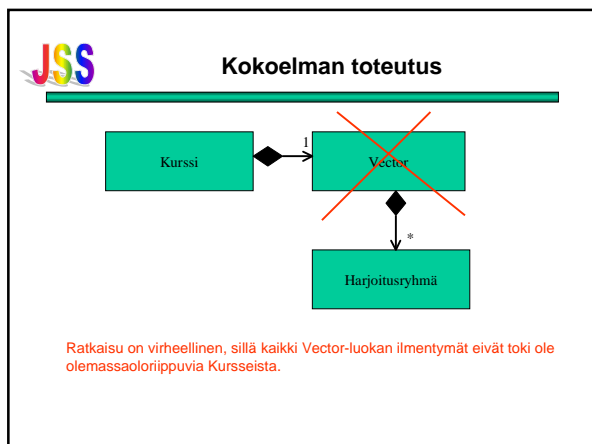 JSS
Kokoelman toteutus
Kurssi
1
Vector
*
Harjoitusryhmä
Ratkaisu on virheellinen, sillä kaikki Vector-luokan ilmentymät eivät toki ole
olemassaoloriippuvia Kursseista.